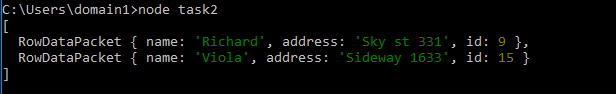 C:\Users\domain1>node task2
[
  RowDataPacket { name: 'Richard', address: 'Sky st 331', id: 9 },
  RowDataPacket { name: 'Viola', address: 'Sideway 1633', id: 15 }
]